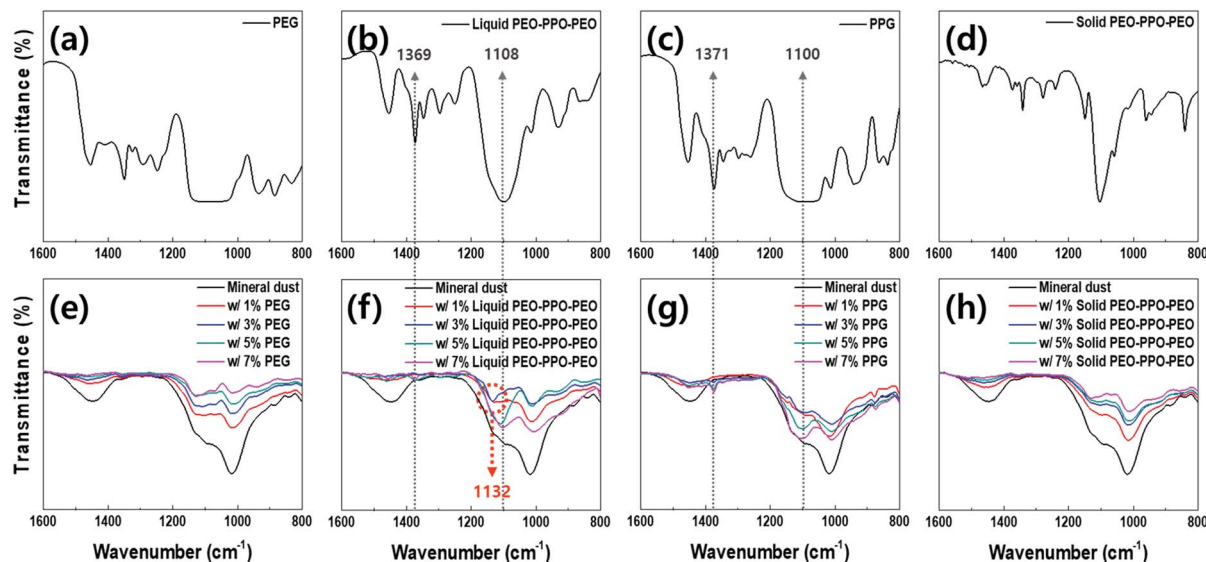 (a)
PEG
(b)
Liquid PEO-PPO-PEO
1369
1108
(c)
PPG
1371
1100
(d)
Solid PEO-PPO-PEO
Transmittance (%)
1600 1400 1200 1000 800
1600 1400 1200 1000 800
1600 1400 1200 1000 800
1600 1400 1200 1000 800
(e)
Mineral dust
w/ 1% PEG
w/ 3% PEG
w/ 5% PEG
w/ 7% PEG
(f)
Mineral dust
w/ 1% Liquid PEO-PPO-PEO
w/ 3% Liquid PEO-PPO-PEO
w/ 5% Liquid PEO-PPO-PEO
w/ 7% Liquid PEO-PPO-PEO
1132
(g)
Mineral dust
w/ 1% PPG
w/ 3% PPG
w/ 5% PPG
w/ 7% PPG
(h)
Mineral dust
w/ 1% Solid PEO-PPO-PEO
w/ 3% Solid PEO-PPO-PEO
w/ 5% Solid PEO-PPO-PEO
w/ 7% Solid PEO-PPO-PEO
Transmittance (%)
1600 1400 1200 1000 800
1600 1400 1200 1000 800
1600 1400 1200 1000 800
1600 1400 1200 1000 800
Wavenumber (cm⁻¹)
Wavenumber (cm⁻¹)
Wavenumber (cm⁻¹)
Wavenumber (cm⁻¹)